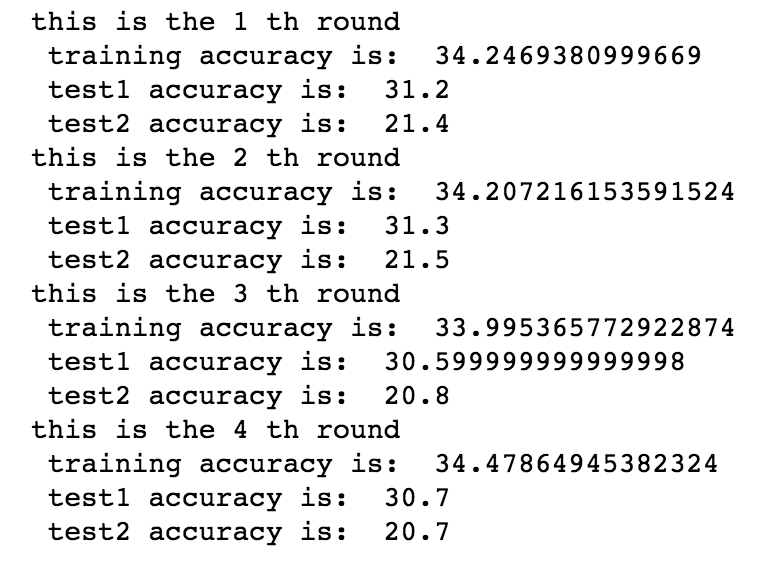 this is the 1 th round
training accuracy is: 34.2469380999669
test1 accuracy is: 31.2
test2 accuracy is: 21.4
this is the 2 th round
training accuracy is: 34.207216153591524
test1 accuracy is: 31.3
test2 accuracy is: 21.5
this is the 3 th round
training accuracy is: 33.995365772922874
test1 accuracy is: 30.599999999999998
test2 accuracy is: 20.8
this is the 4 th round
training accuracy is: 34.47864945382324
test1 accuracy is: 30.7
test2 accuracy is: 20.7